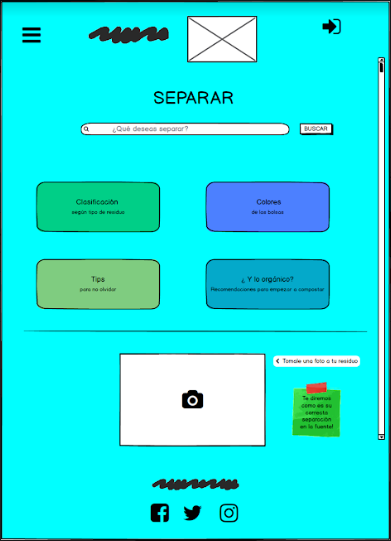 SEPARAR
¿Qué deseas separar?
BUSCAR
Clasificación
según tipo de residuo
Colores
de las bolsas
Tips
para no olvidar
¿ Y lo orgánico?
Recomendaciones para empezar a compostar
Tomale una foto a tu residuo
Te diremos
como es su
correcta
separación
en la fuente!